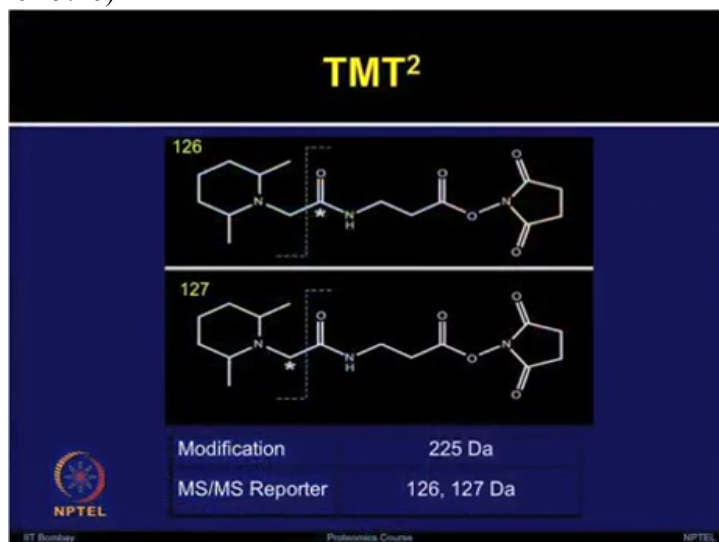 TMT²
126
N
O
*
N
H
O
O
N
O
O
127
N
O
*
N
H
O
O
N
O
O
Modification 225 Da
MS/MS Reporter 126, 127 Da
NPTEL
IIT Bombay Proteomics Course NPTEL